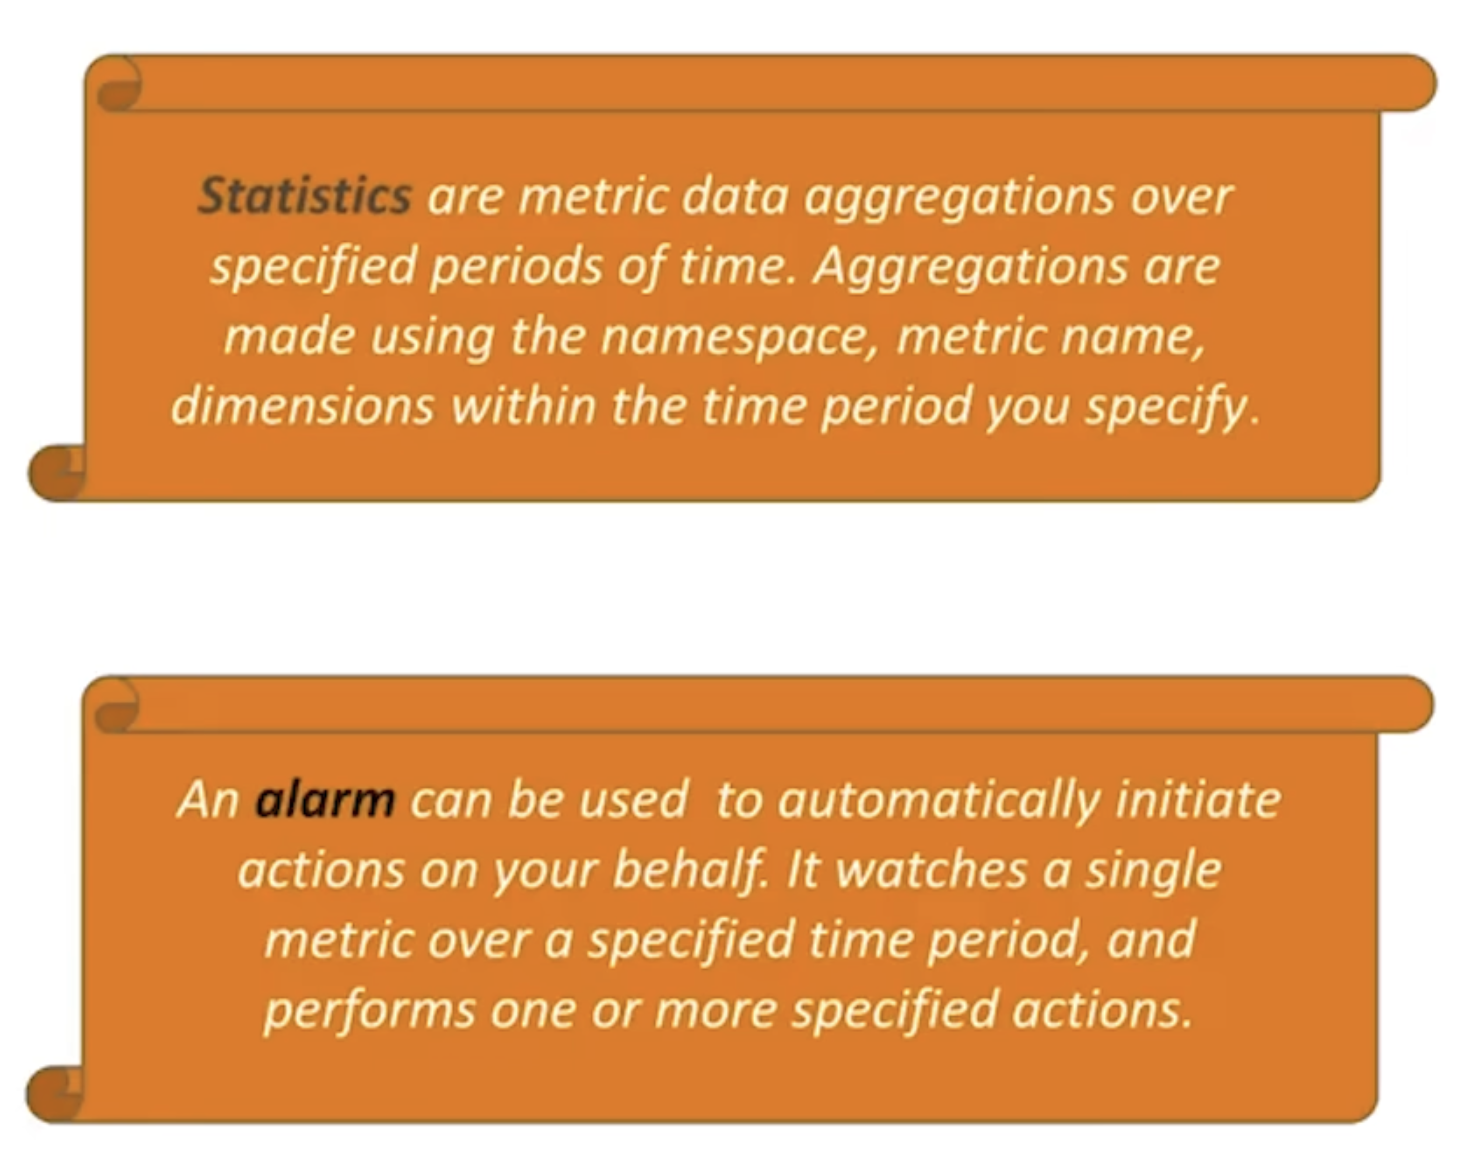 Statistics are metric data aggregations over
specified periods of time. Aggregations are
made using the namespace, metric name,
dimensions within the time period you specify.
An alarm can be used  to automatically initiate
actions on your behalf. It watches a single
metric over a specified time period, and
performs one or more specified actions.